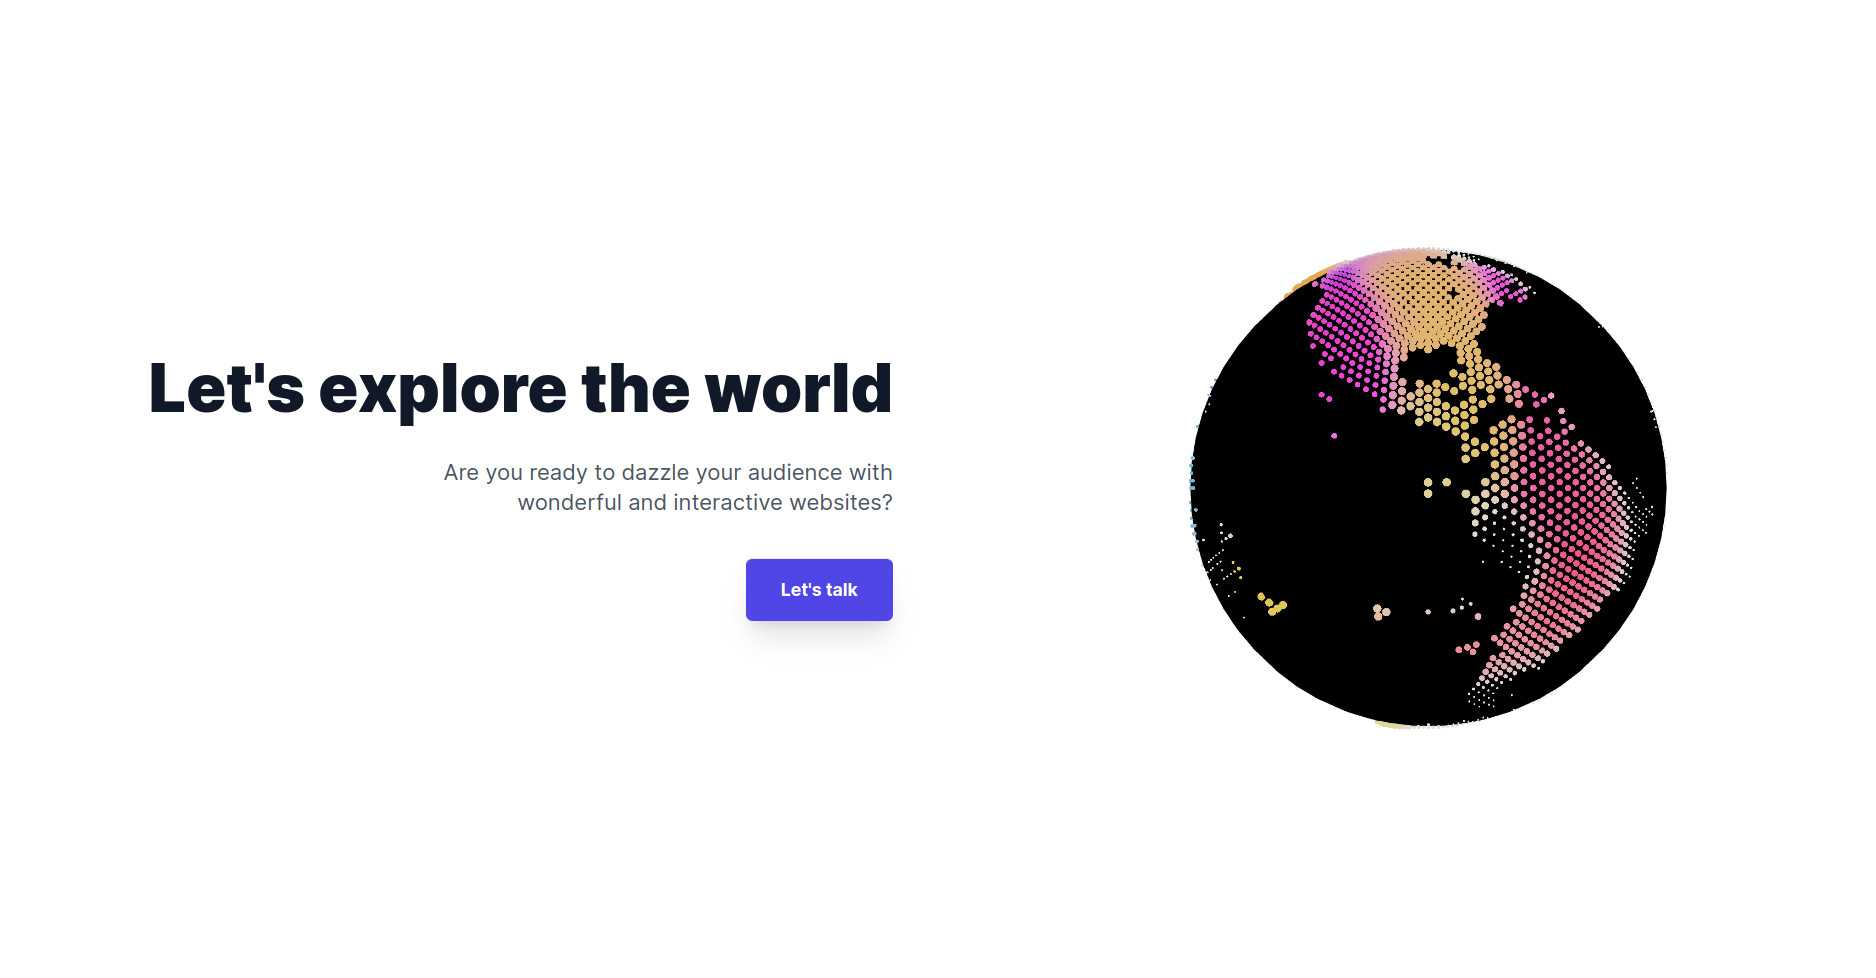 Let's explore the world
Are you ready to dazzle your audience with
wonderful and interactive websites?
Let's talk